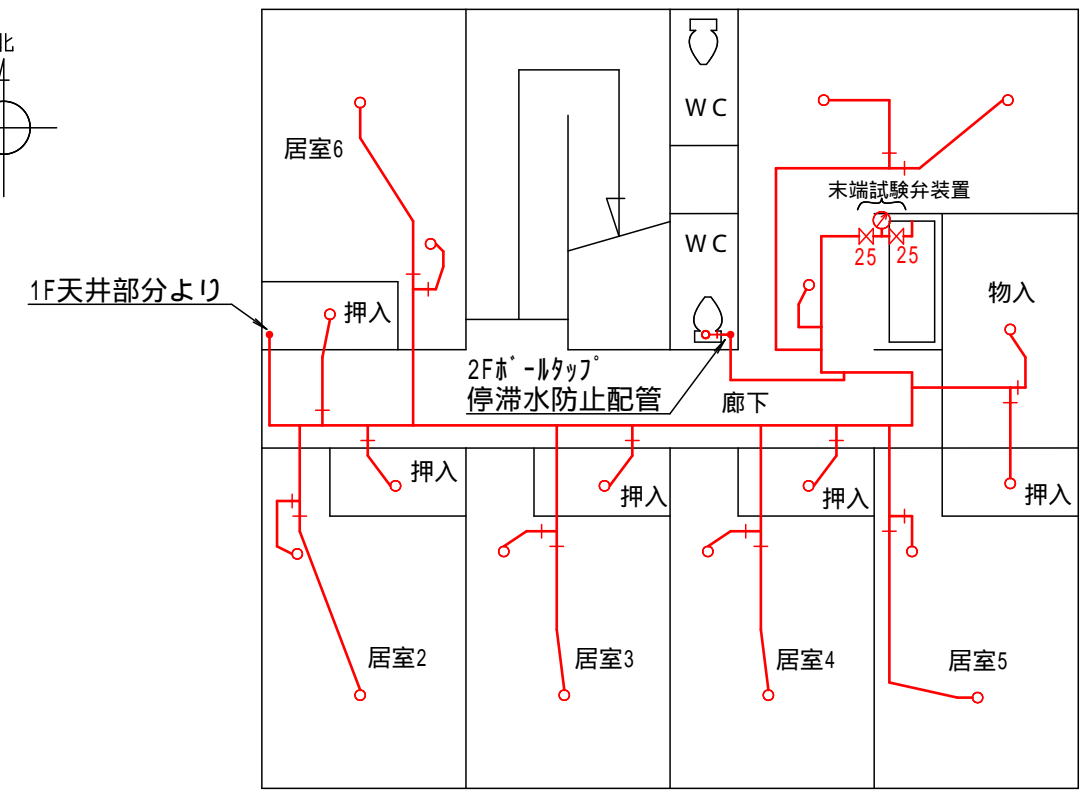 北
WC
居室6
末端試験弁装置
WC
25
25
1F天井部分より
押入
物入
2Fﾎﾞｰﾙﾀｯﾌﾟ
停滞水防止配管
廊下
押入
押入
押入
押入
居室2
居室3
居室4
居室5